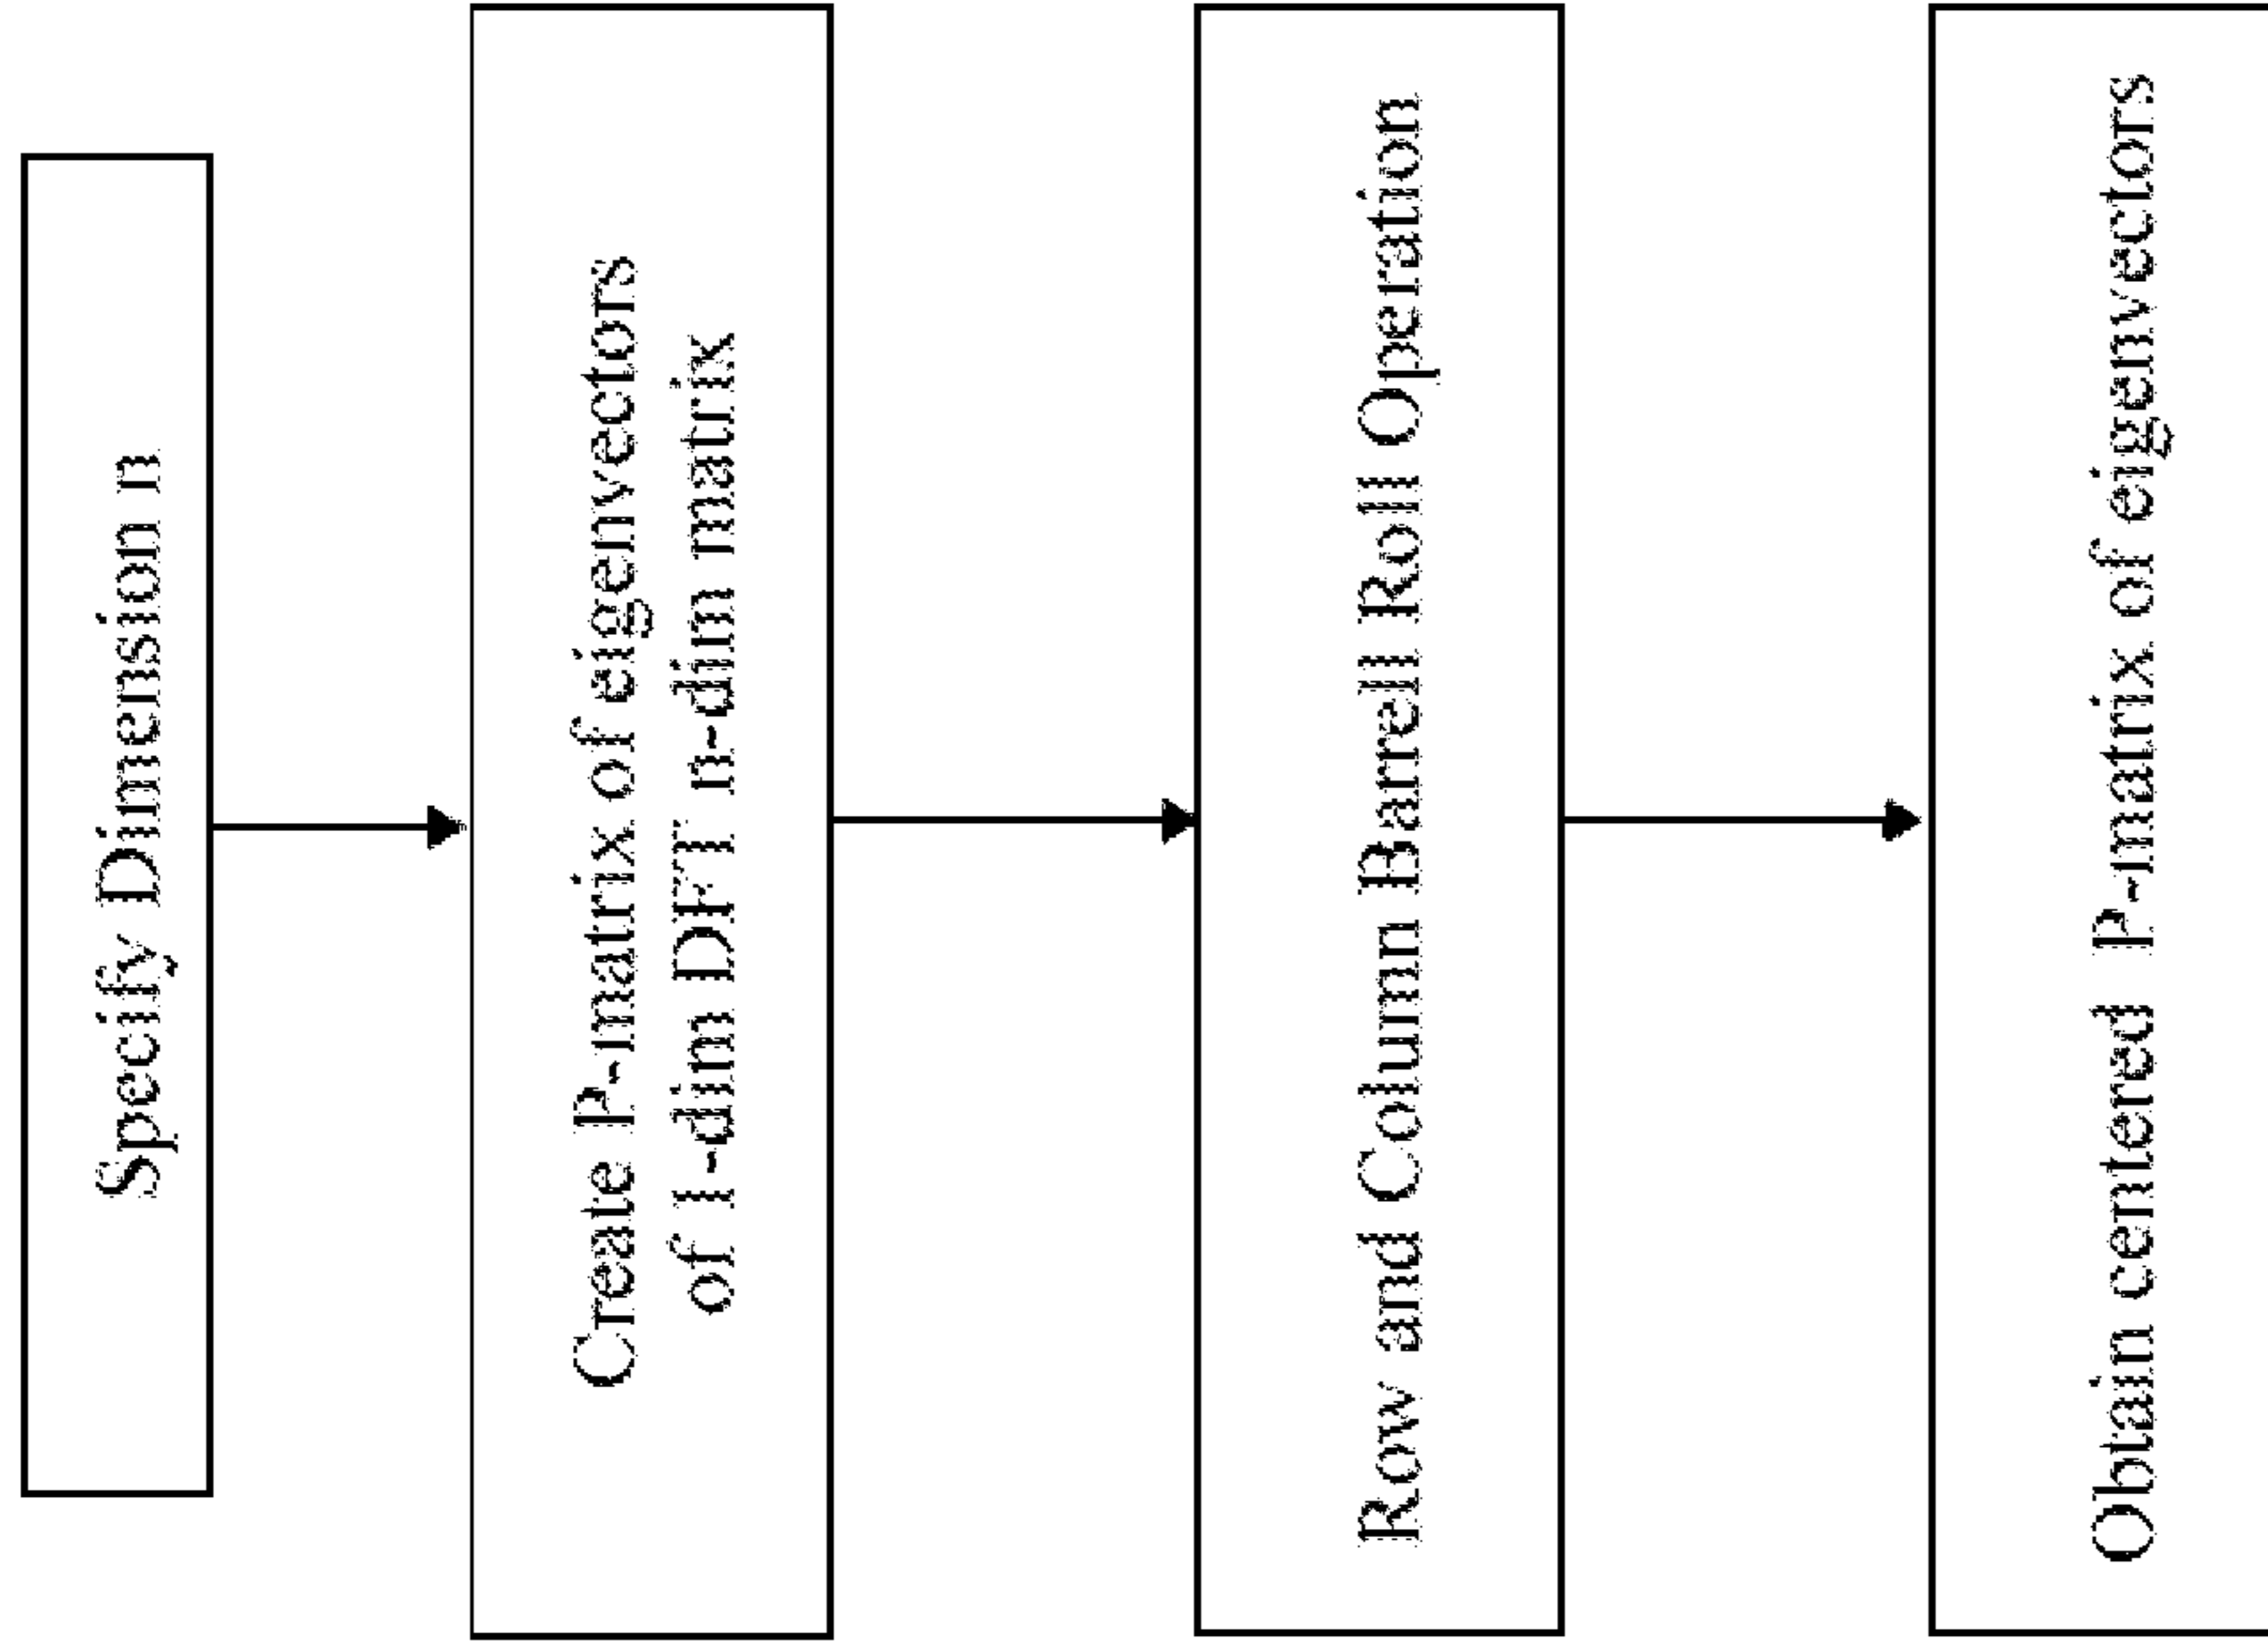 Specify Dimension n
Create P-matrix of eigenvectors
of 1-dim DFT n-dim matrix
Row and Column Barrell Roll Operation
Obtain centered P-matrix of eigenvectors